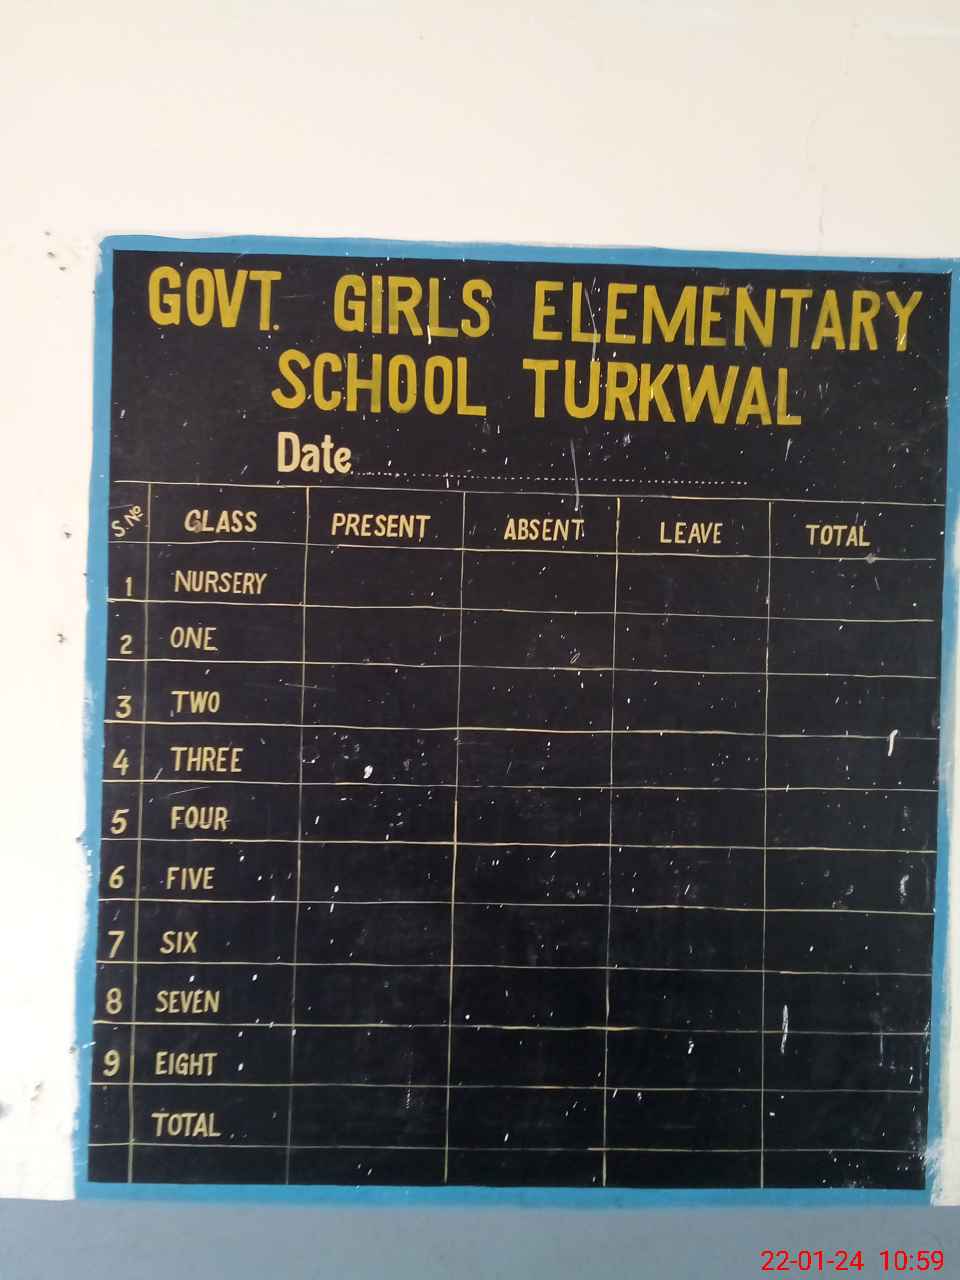 GOVT. GIRLS ELEMENTARY
SCHOOL TURKWAL
Date
S.No CLASS PRESENT ABSENT LEAVE TOTAL
1 NURSERY
2 ONE
3 TWO
4 THREE
5 FOUR
6 FIVE
7 SIX
8 SEVEN
9 EIGHT
TOTAL
22-01-24 10:59